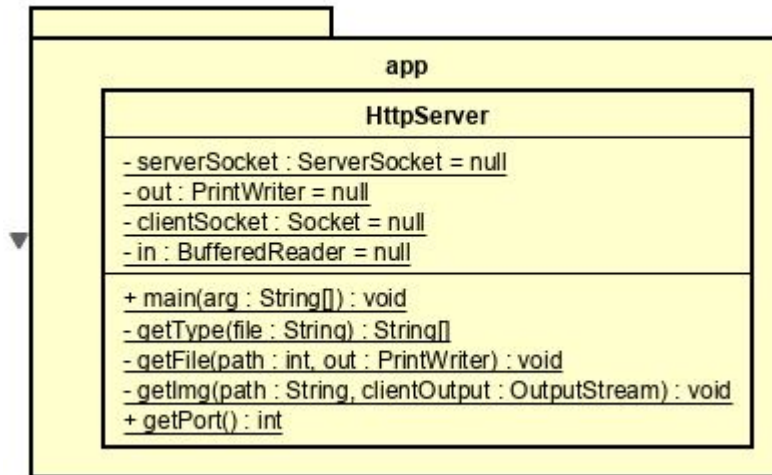 app
HttpServer
- serverSocket : ServerSocket = null
- out : PrintWriter = null
- clientSocket : Socket = null
- in : BufferedReader = null
+ main(arg : String[]) : void
- getType(file : String) : String[]
- getFile(path : int, out : PrintWriter) : void
- getImg(path : String, clientOutput : OutputStream) : void
+ getPort() : int